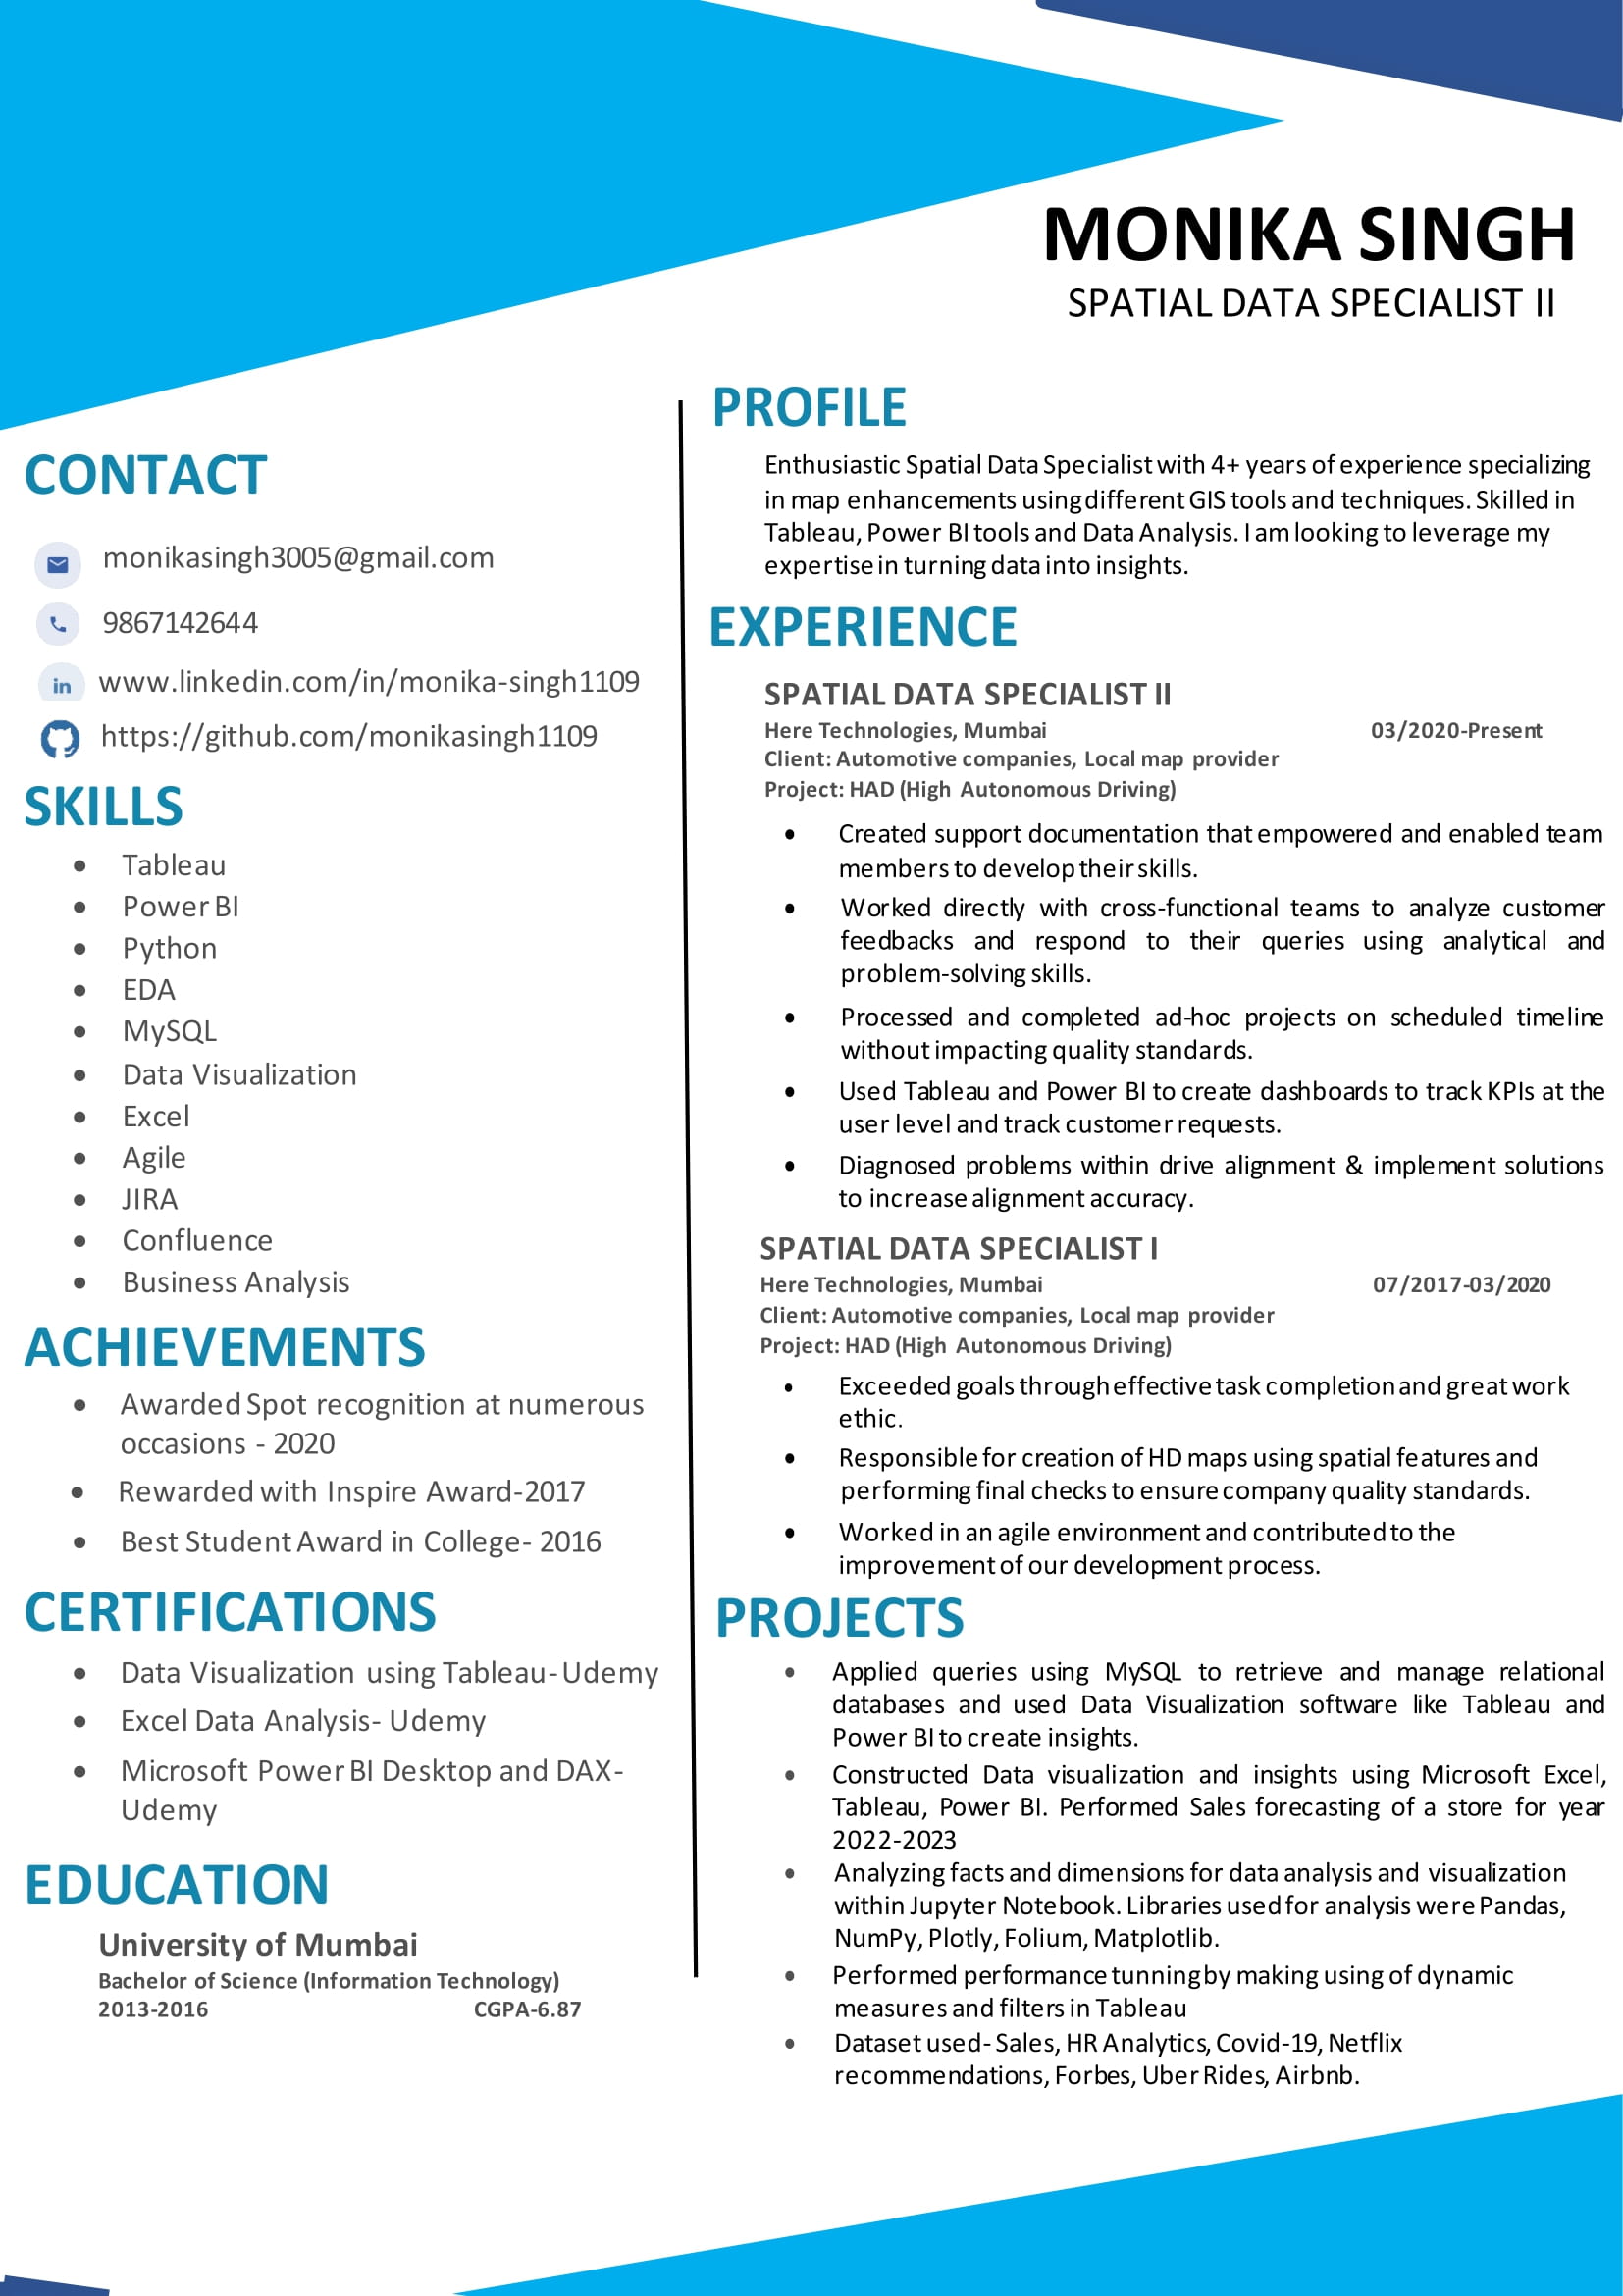 MONIKA SINGH
SPATIAL DATA SPECIALIST II
CONTACT
monikasingh3005@gmail.com
9867142644
www.linkedin.com/in/monika-singh1109
https://github.com/monikasingh1109
SKILLS
• Tableau
• Power BI
• Python
• EDA
• MySQL
• Data Visualization
• Excel
• Agile
• JIRA
• Confluence
• Business Analysis
ACHIEVEMENTS
• Awarded Spot recognition at numerous
occasions - 2020
• Rewarded with Inspire Award-2017
• Best Student Award in College- 2016
CERTIFICATIONS
• Data Visualization using Tableau- Udemy
• Excel Data Analysis- Udemy
• Microsoft Power BI Desktop and DAX-
Udemy
EDUCATION
University of Mumbai
Bachelor of Science (Information Technology)
2013-2016 CGPA-6.87
PROFILE
Enthusiastic Spatial Data Specialist with 4+ years of experience specializing
in map enhancements using different GIS tools and techniques. Skilled in
Tableau, Power BI tools and Data Analysis. I am looking to leverage my
expertise in turning data into insights.
EXPERIENCE
SPATIAL DATA SPECIALIST II
Here Technologies, Mumbai 03/2020-Present
Client: Automotive companies, Local map provider
Project: HAD (High Autonomous Driving)
• Created support documentation that empowered and enabled team
members to develop their skills.
• Worked directly with cross-functional teams to analyze customer
feedbacks and respond to their queries using analytical and
problem-solving skills.
• Processed and completed ad-hoc projects on scheduled timeline
without impacting quality standards.
• Used Tableau and Power BI to create dashboards to track KPIs at the
user level and track customer requests.
• Diagnosed problems within drive alignment & implement solutions
to increase alignment accuracy.
SPATIAL DATA SPECIALIST I
Here Technologies, Mumbai 07/2017-03/2020
Client: Automotive companies, Local map provider
Project: HAD (High Autonomous Driving)
• Exceeded goals through effective task completion and great work
ethic.
• Responsible for creation of HD maps using spatial features and
performing final checks to ensure company quality standards.
• Worked in an agile environment and contributed to the
improvement of our development process.
PROJECTS
• Applied queries using MySQL to retrieve and manage relational
databases and used Data Visualization software like Tableau and
Power BI to create insights.
• Constructed Data visualization and insights using Microsoft Excel,
Tableau, Power BI. Performed Sales forecasting of a store for year
2022-2023
• Analyzing facts and dimensions for data analysis and visualization
within Jupyter Notebook. Libraries used for analysis were Pandas,
NumPy, Plotly, Folium, Matplotlib.
• Performed performance tunning by making using of dynamic
measures and filters in Tableau
• Dataset used- Sales, HR Analytics, Covid-19, Netflix
recommendations, Forbes, Uber Rides, Airbnb.